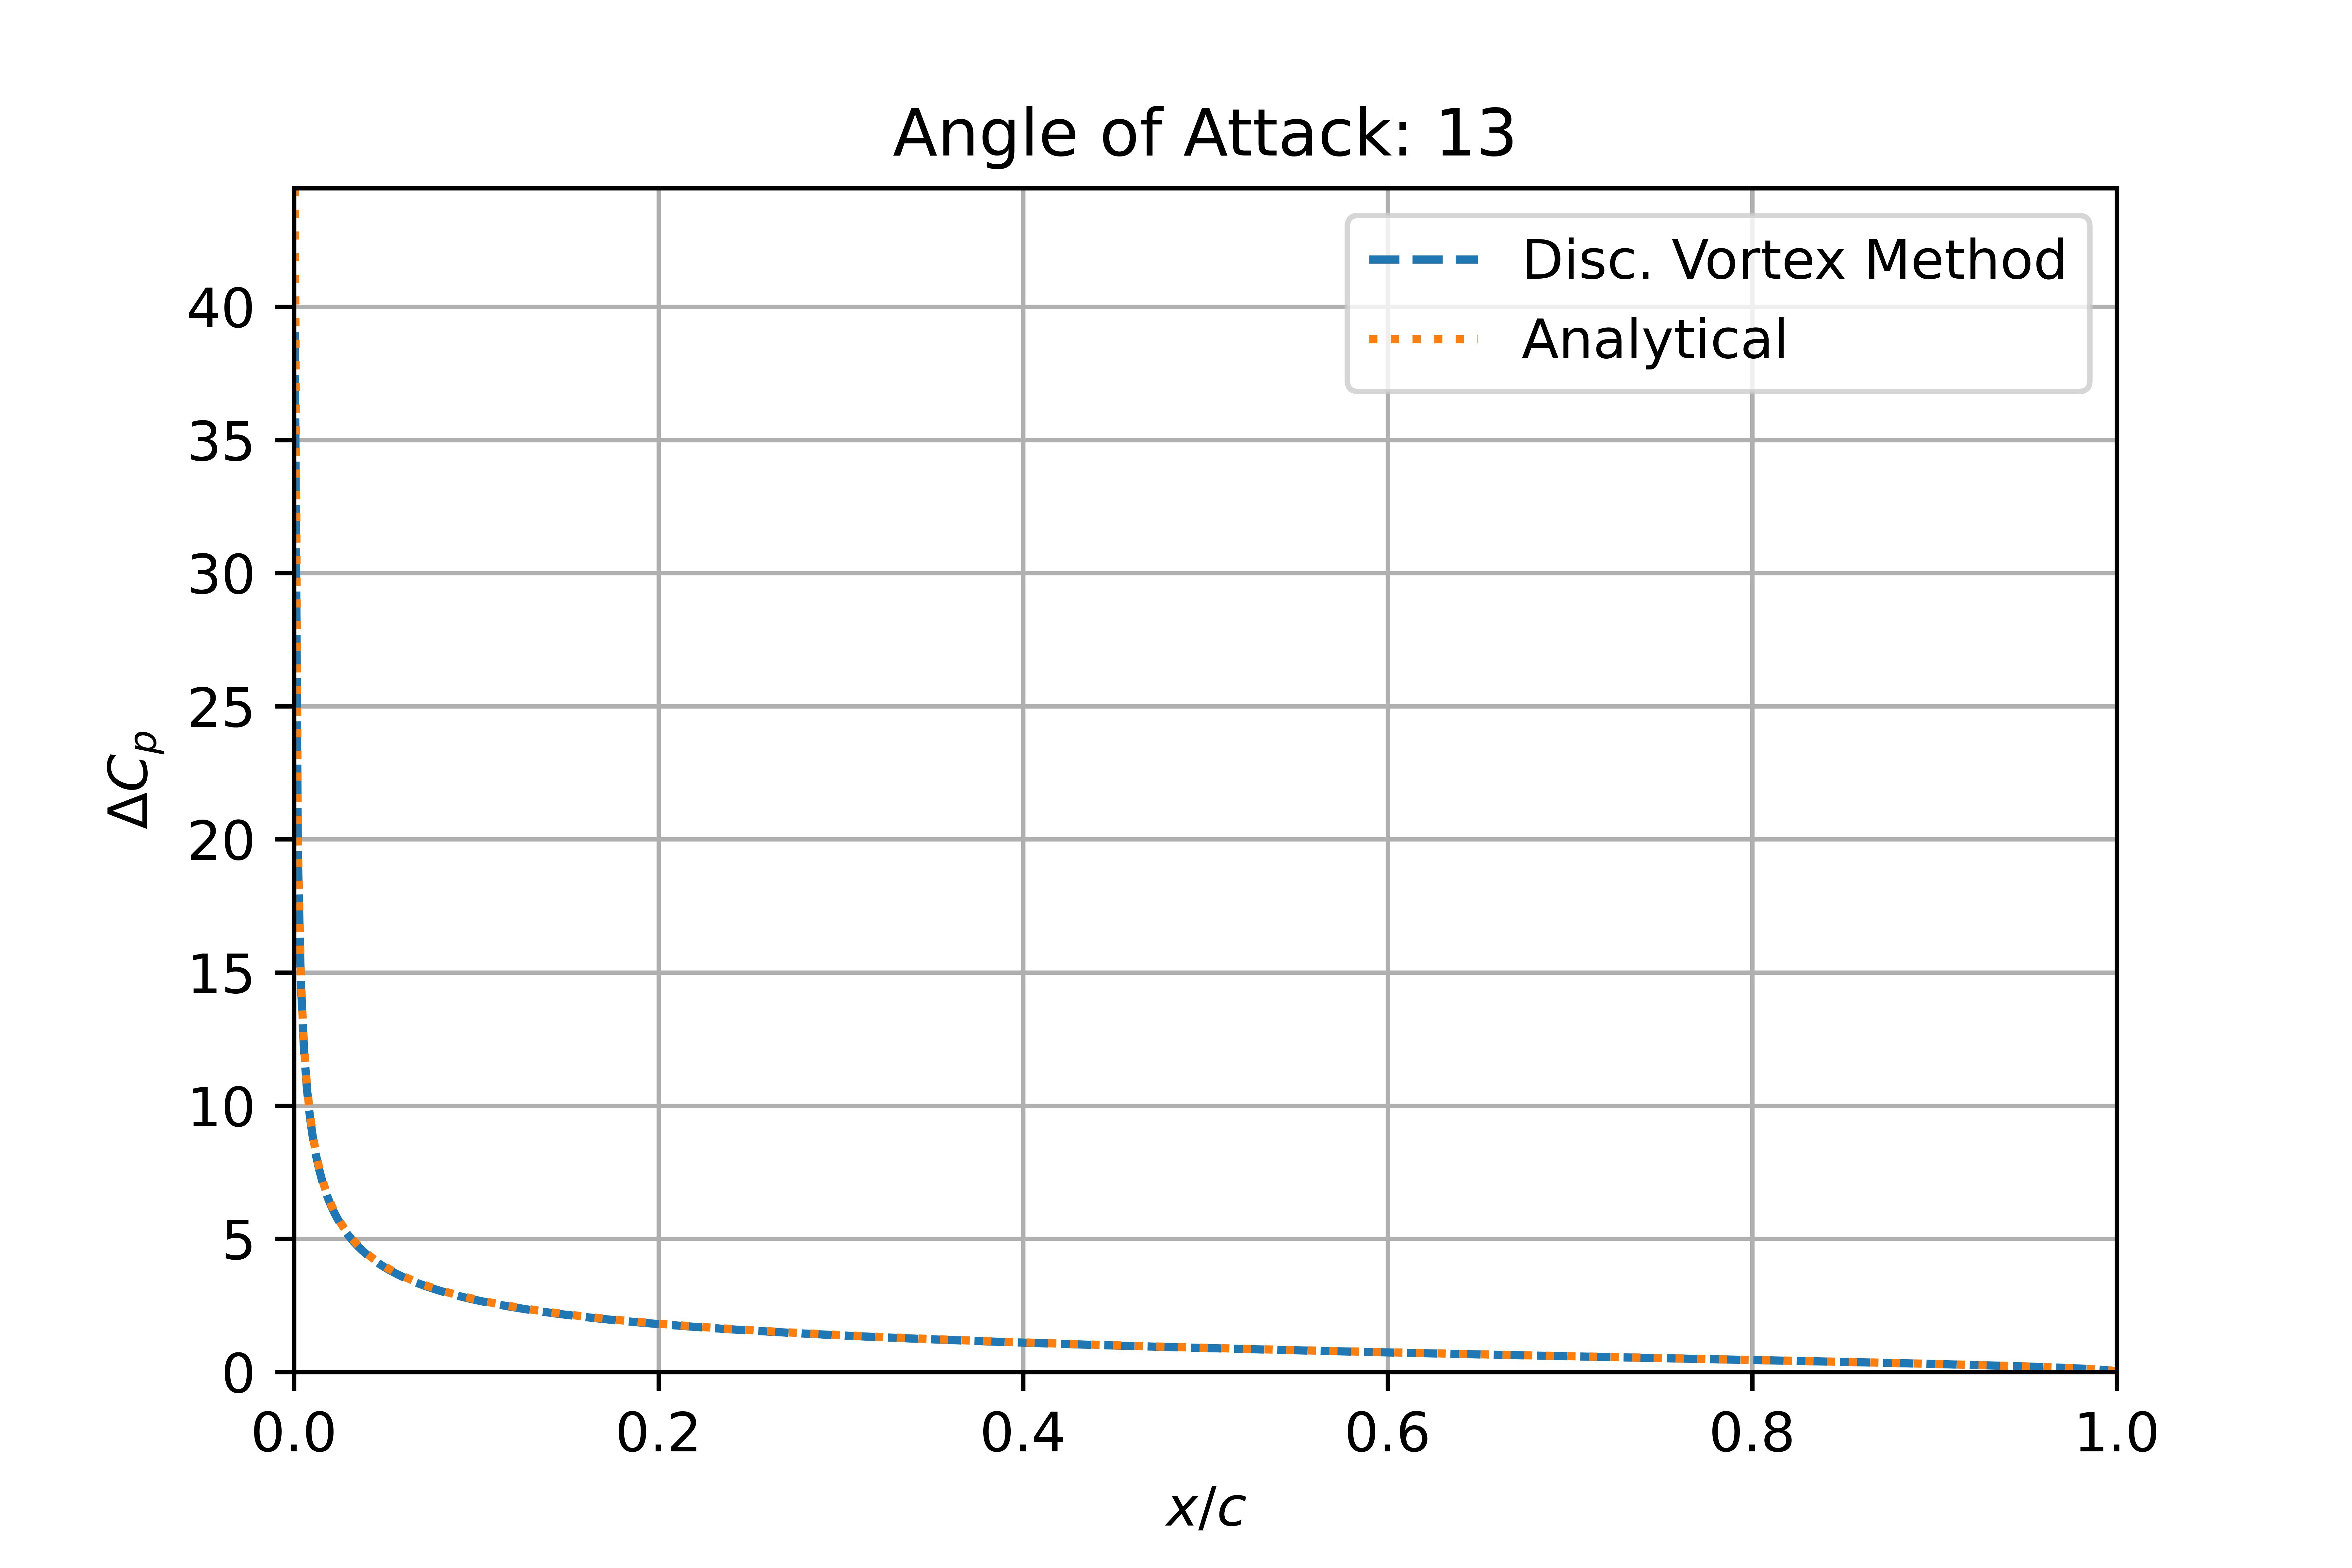 Angle of Attack: 13
Disc. Vortex Method
Analytical
40
35
30
25
20
15
10
5
0
ΔCp
0.0 0.2 0.4 0.6 0.8 1.0
x/c